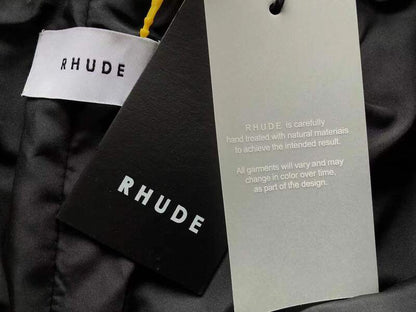 RHUDE
RHUDE
RHUDE is carefully
hand treated with natural materials
to achieve the intended result.
All garments will vary and may
change in color over time,
as part of the design.